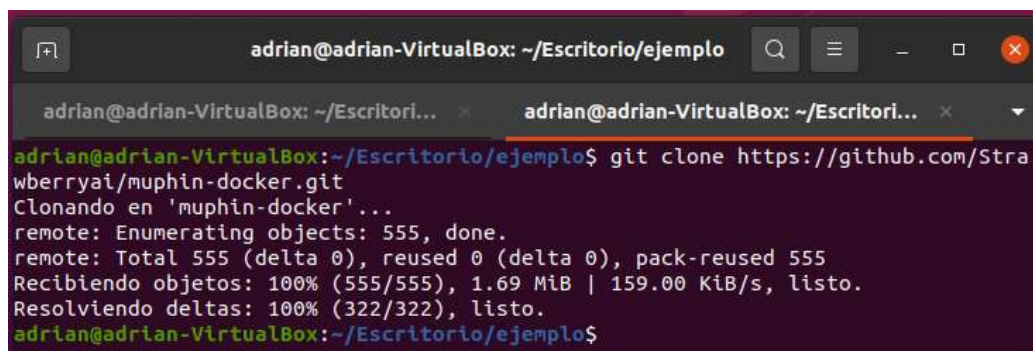 adrian@adrian-VirtualBox: ~/Escritorio/ejemplo
adrian@adrian-VirtualBox: ~/Escritori...
adrian@adrian-VirtualBox: ~/Escritori...
adrian@adrian-VirtualBox:~/Escritorio/ejemplo$ git clone https://github.com/Stra
wberryai/muphin-docker.git
Clonando en 'muphin-docker'...
remote: Enumerating objects: 555, done.
remote: Total 555 (delta 0), reused 0 (delta 0), pack-reused 555
Recibiendo objetos: 100% (555/555), 1.69 MiB | 159.00 KiB/s, listo.
Resolviendo deltas: 100% (322/322), listo.
adrian@adrian-VirtualBox:~/Escritorio/ejemplo$